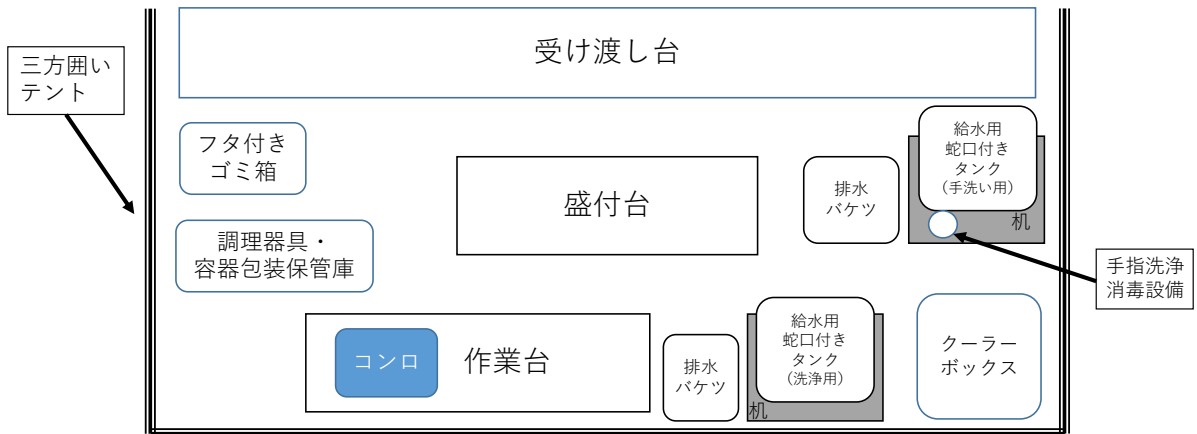 受け渡し台
三方囲い
テント
フタ付き
ゴミ箱
盛付台
排水
バケツ
給水用
蛇口付き
タンク
（手洗い用）
机
調理器具・
容器包装保管庫
手指洗浄
消毒設備
コンロ
作業台
排水
バケツ
給水用
蛇口付き
タンク
（洗浄用）
机
クーラー
ボックス